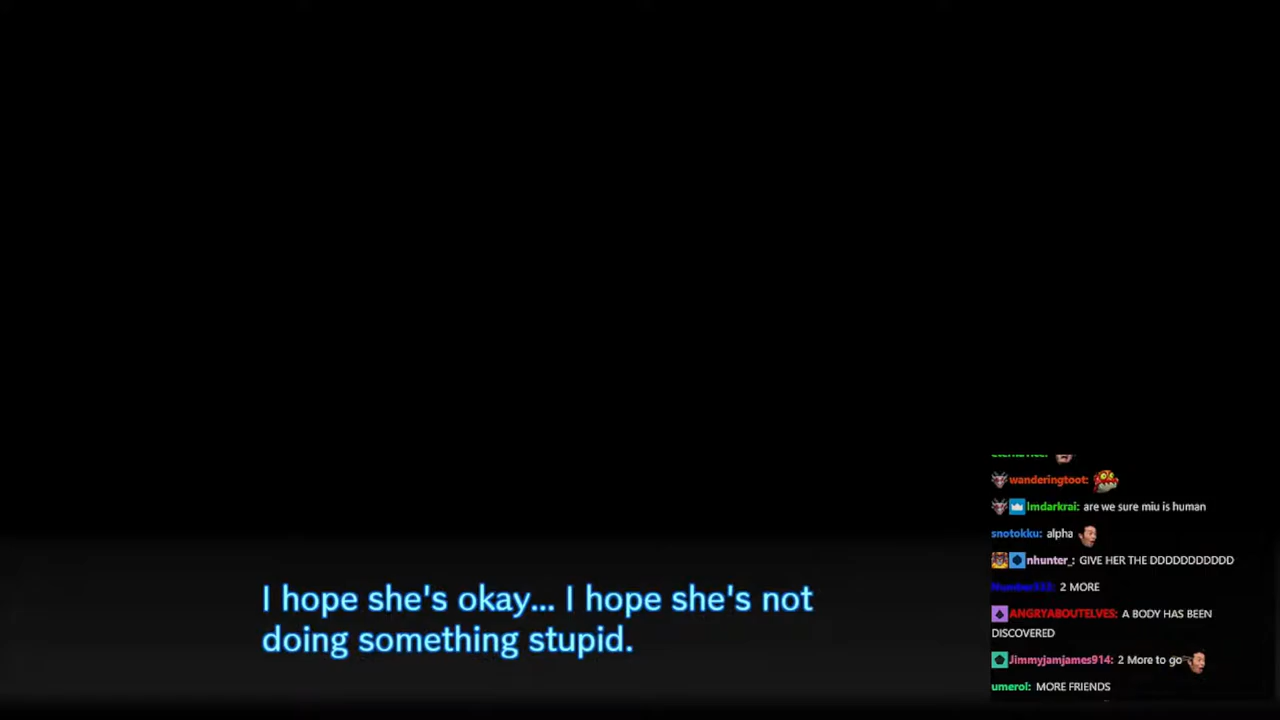 I hope she's okay... I hope she's not
doing something stupid.
wanderingtoot:
lmdarkrai: are we sure miu is human
snotokku: alpha
nhunter_: GIVE HER THE DDDDDDDDDDD
2 MORE
ANGRYABOUTELVES: A BODY HAS BEEN
DISCOVERED
Jimmyjamjames914: 2 More to go
umerol: MORE FRIENDS